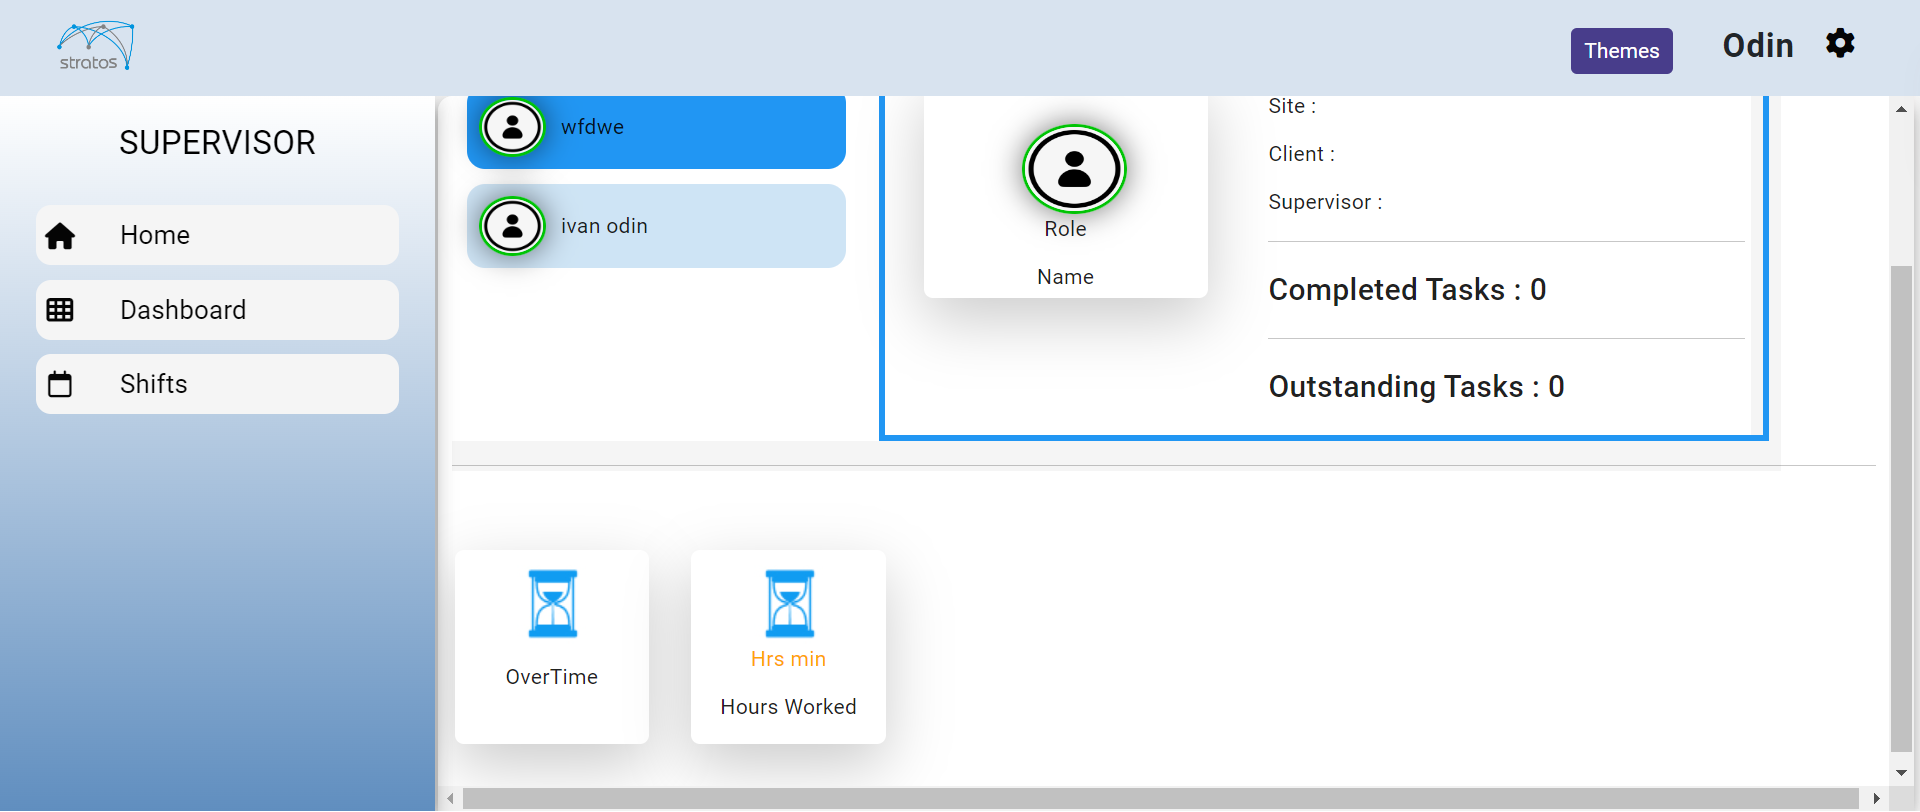 stratos
Themes
Odin
SUPERVISOR
Home
Dashboard
Shifts
wfdwe
ivan odin
Role
Name
Site :
Client :
Supervisor :
Completed Tasks : 0
Outstanding Tasks : 0
OverTime
Hrs min
Hours Worked